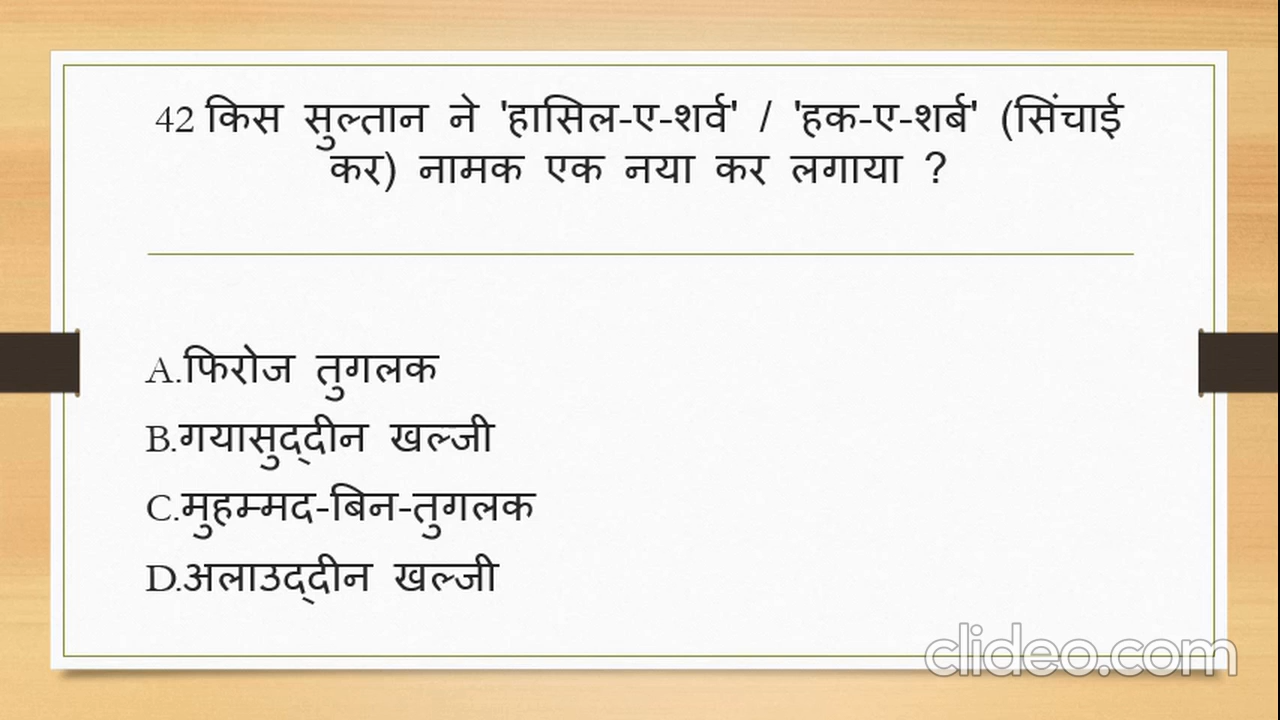 42 किस सुल्तान ने 'हासिल-ए-शर्व' / 'हक-ए-शर्ब' (सिंचाई
कर) नामक एक नया कर लगाया ?
A.फिरोज तुगलक
B.गयासुद्दीन खल्जी
C.मुहम्मद-बिन-तुगलक
D.अलाउद्दीन खल्जी
clideo.com